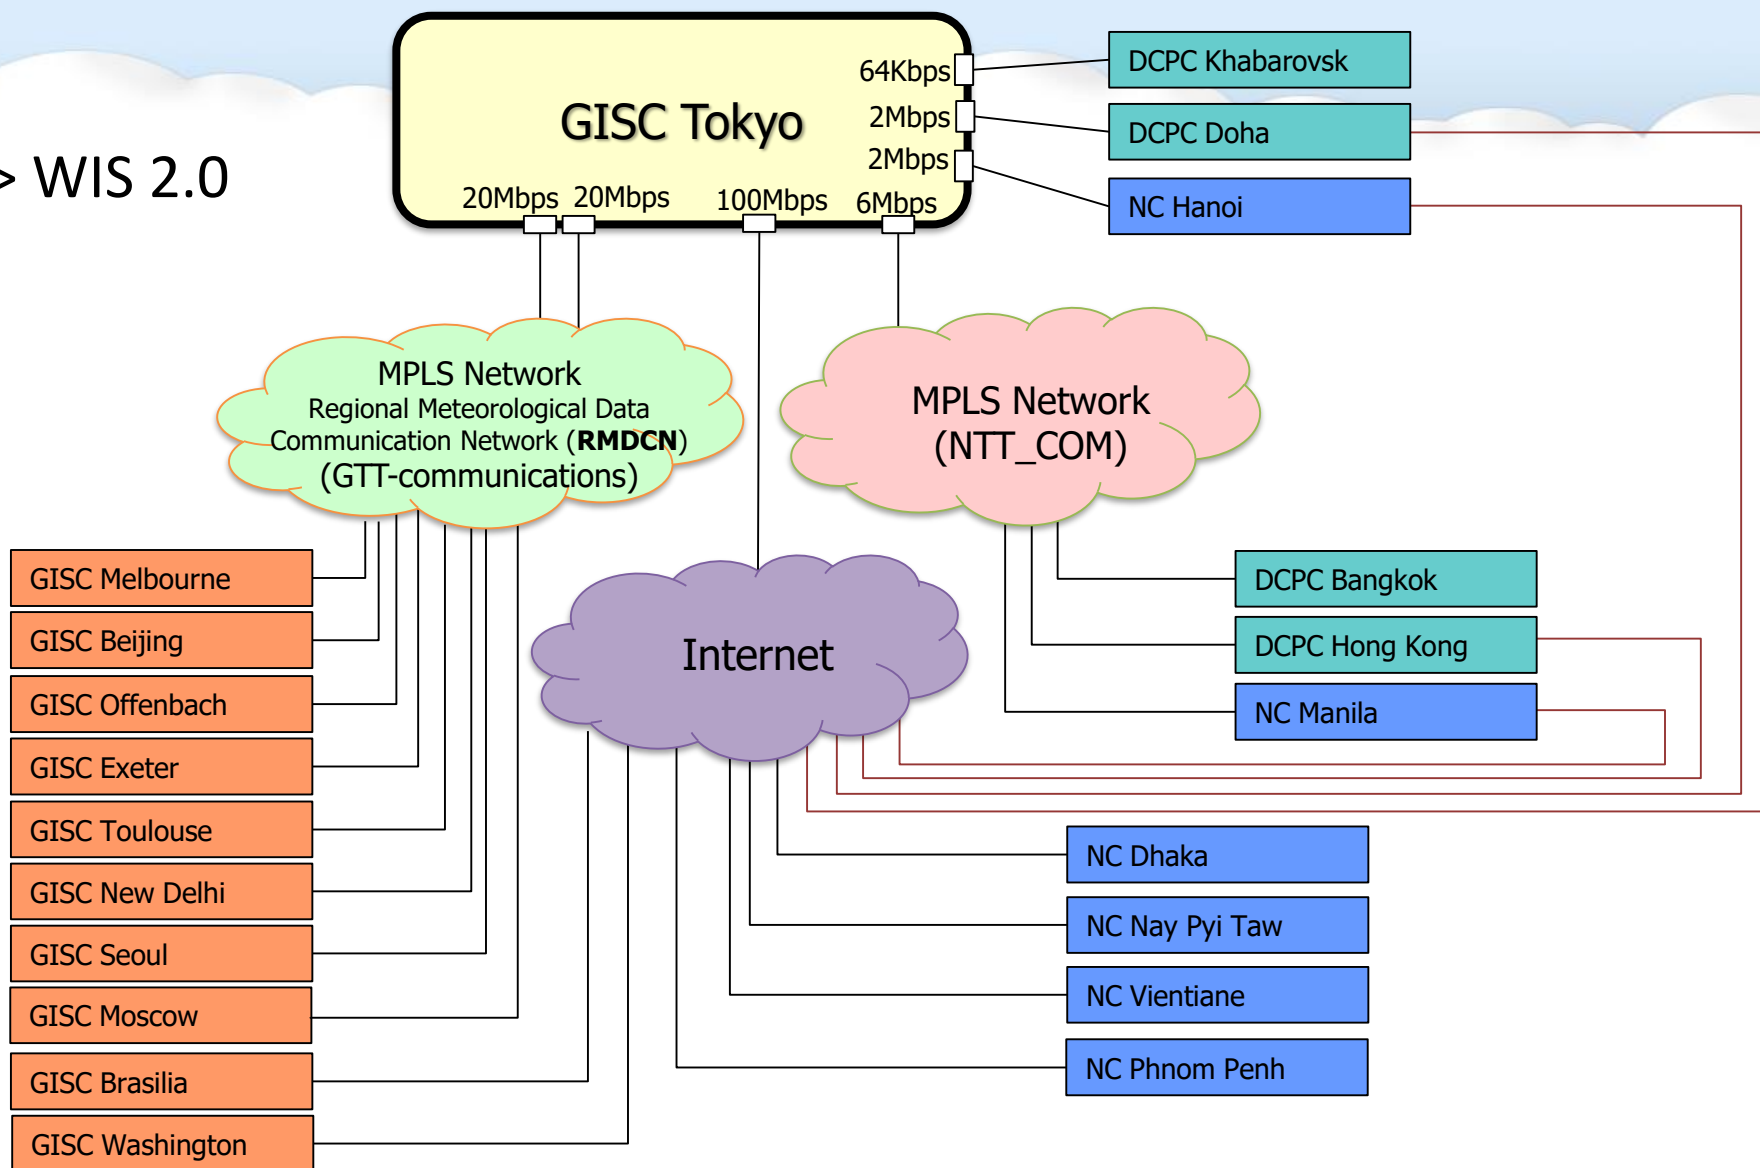 > WIS 2.0
GISC Tokyo
64Kbps
2Mbps
2Mbps
20Mbps
20Mbps
100Mbps
6Mbps
DCPC Khabarovsk
DCPC Doha
NC Hanoi
MPLS Network
Regional Meteorological Data
Communication Network (RMDCN)
(GTT-communications)
MPLS Network
(NTT_COM)
Internet
GISC Melbourne
GISC Beijing
GISC Offenbach
GISC Exeter
GISC Toulouse
GISC New Delhi
GISC Seoul
GISC Moscow
GISC Brasilia
GISC Washington
DCPC Bangkok
DCPC Hong Kong
NC Manila
NC Dhaka
NC Nay Pyi Taw
NC Vientiane
NC Phnom Penh